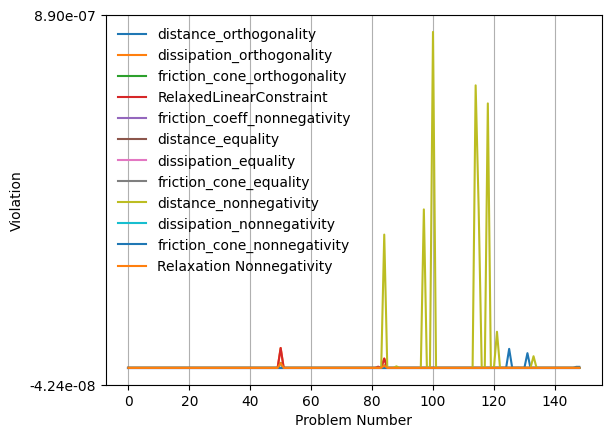 8.90e-07
distance_orthogonality
dissipation_orthogonality
friction_cone_orthogonality
RelaxedLinearConstraint
friction_coeff_nonnegativity
distance_equality
dissipation_equality
friction_cone_equality
distance_nonnegativity
dissipation_nonnegativity
friction_cone_nonnegativity
Relaxation Nonnegativity
Violation
-4.24e-08
0 20 40 60 80 100 120 140
Problem Number